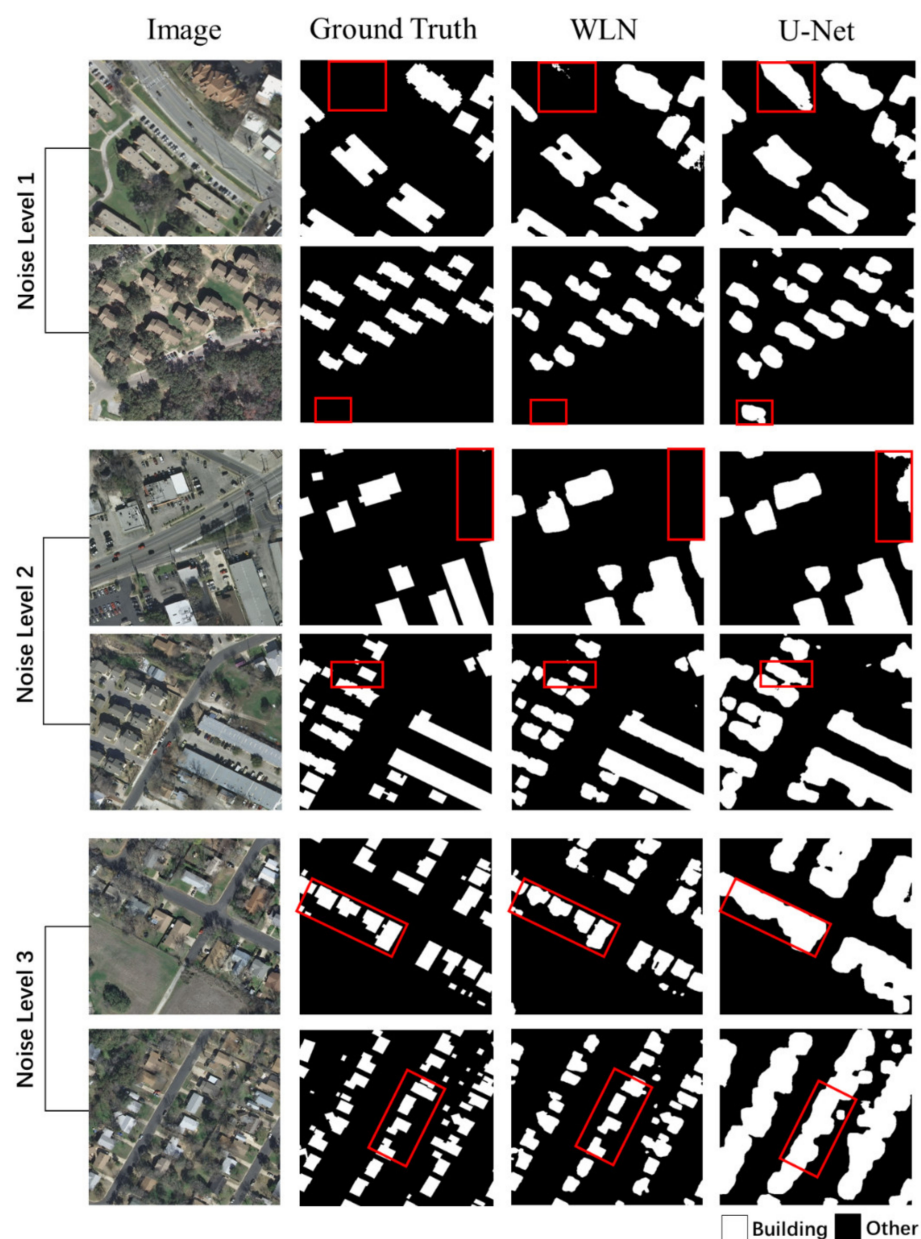 Image Ground Truth WLN U-Net
Noise Level 1
Noise Level 2
Noise Level 3
Building Other